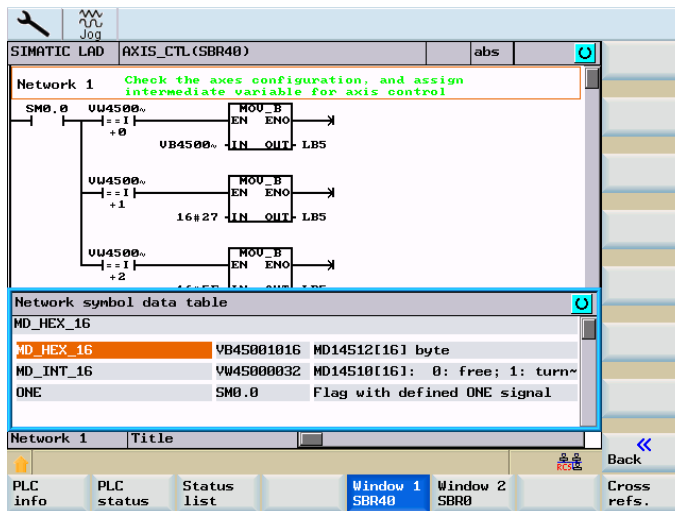 Jog
SIMATIC LAD AXIS_CTL(SBR40) abs
Network 1 Check the axes configuration, and assign
intermediate variable for axis control
SM0.0 VW4500~ MOV_B
==I EN ENO
+0
VB4500~ IN OUT LB5
VW4500~ MOV_B
==I EN ENO
+1
16#27 IN OUT LB5
VW4500~ MOV_B
==I EN ENO
+2
IN OUT
Network symbol data table
MD_HEX_16
MD_HEX_16 VB45001016 MD14512[16] byte
MD_INT_16 VW45000032 MD14510[16]: 0: free; 1: turn~
ONE SM0.0 Flag with defined ONE signal
Network 1 Title
RCS
Back
PLC info
PLC status
Status list
Window 1 SBR40
Window 2 SBR0
Cross refs.